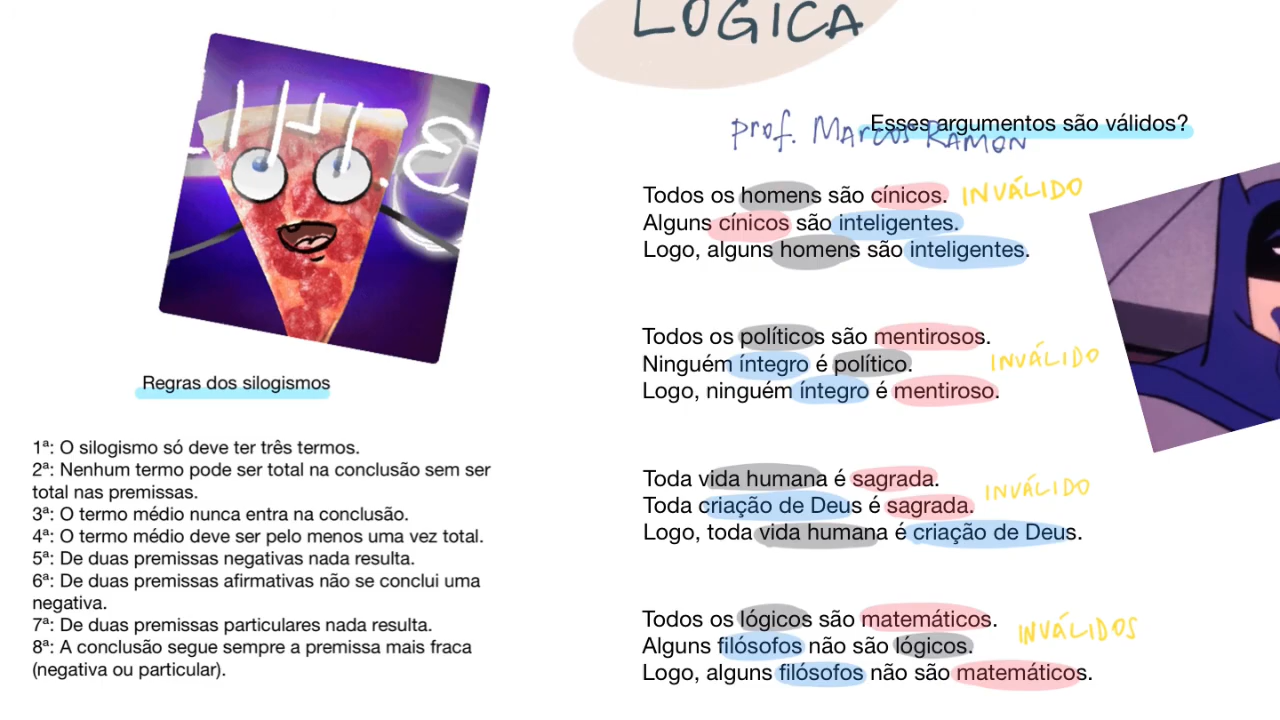 LÓGICA
prof. Marcos Ramon
Esses argumentos são válidos?
Todos os homens são cínicos. INVÁLIDO
Alguns cínicos são inteligentes.
Logo, alguns homens são inteligentes.
Todos os políticos são mentirosos.
Ninguém íntegro é político. INVÁLIDO
Logo, ninguém íntegro é mentiroso.
Toda vida humana é sagrada. INVÁLIDO
Toda criação de Deus é sagrada.
Logo, toda vida humana é criação de Deus.
Todos os lógicos são matemáticos. INVÁLIDOS
Alguns filósofos não são lógicos.
Logo, alguns filósofos não são matemáticos.
Regras dos silogismos
1ª: O silogismo só deve ter três termos.
2ª: Nenhum termo pode ser total na conclusão sem ser
total nas premissas.
3ª: O termo médio nunca entra na conclusão.
4ª: O termo médio deve ser pelo menos uma vez total.
5ª: De duas premissas negativas nada resulta.
6ª: De duas premissas afirmativas não se conclui uma
negativa.
7ª: De duas premissas particulares nada resulta.
8ª: A conclusão segue sempre a premissa mais fraca
(negativa ou particular).